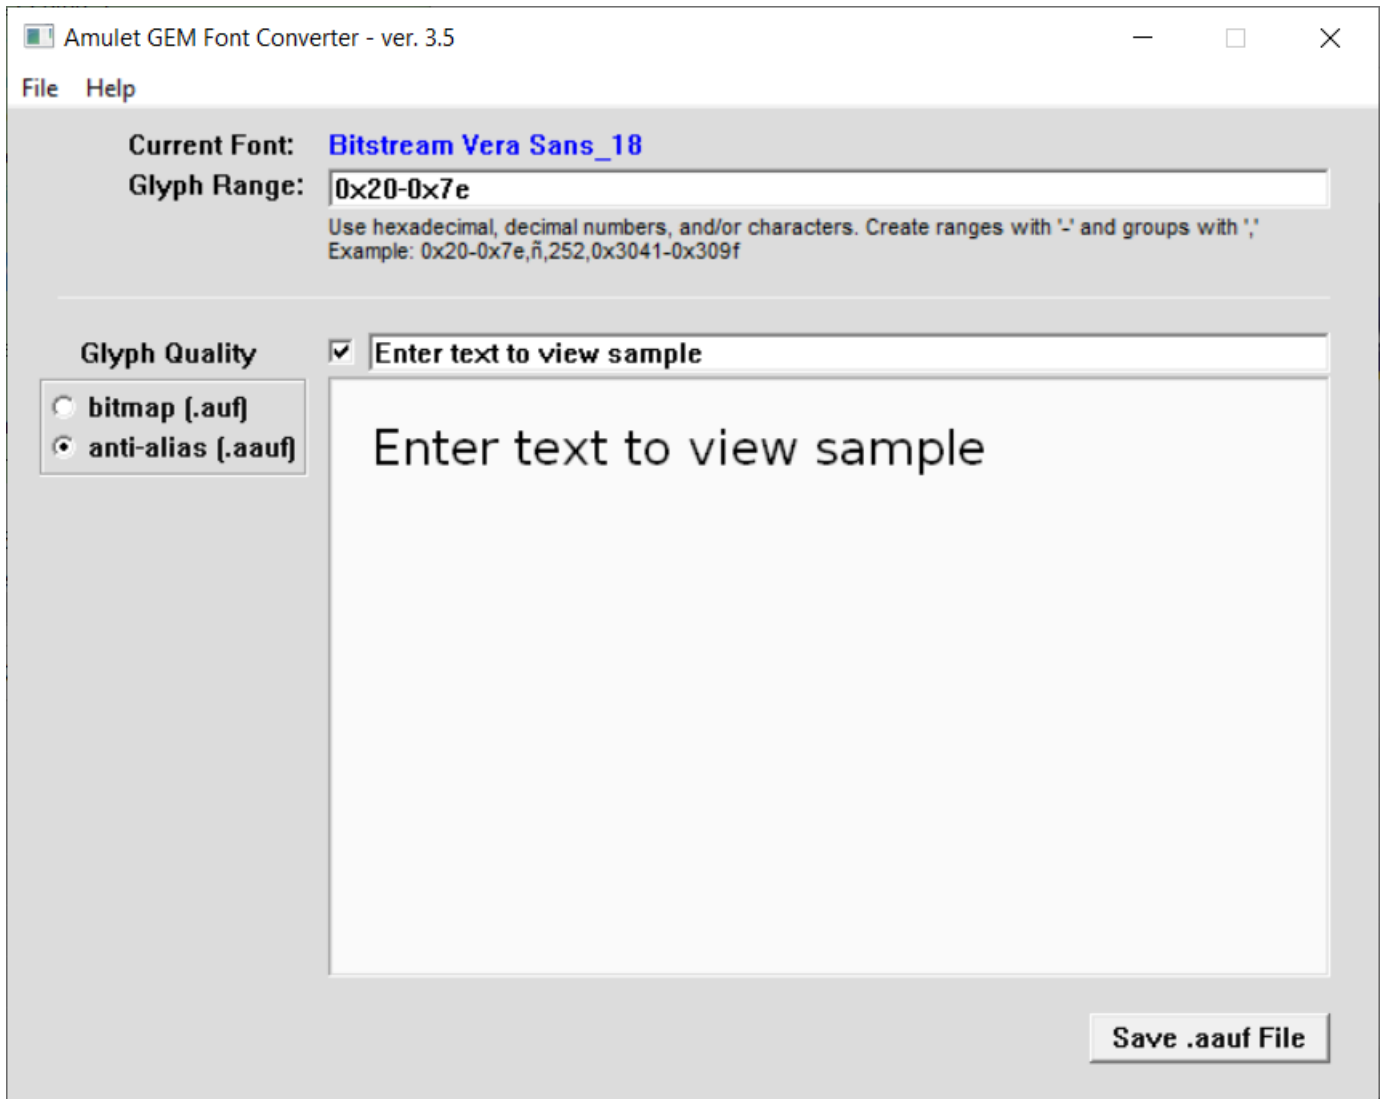 Amulet GEM Font Converter - ver. 3.5
File Help
Current Font: Bitstream Vera Sans_18
Glyph Range: 0x20-0x7e
Use hexadecimal, decimal numbers, and/or characters. Create ranges with '-' and groups with ','
Example: 0x20-0x7e,ñ,252,0x3041-0x309f
Glyph Quality Enter text to view sample
bitmap (.auf)
anti-alias (.aauf)
Enter text to view sample
Save .aauf File